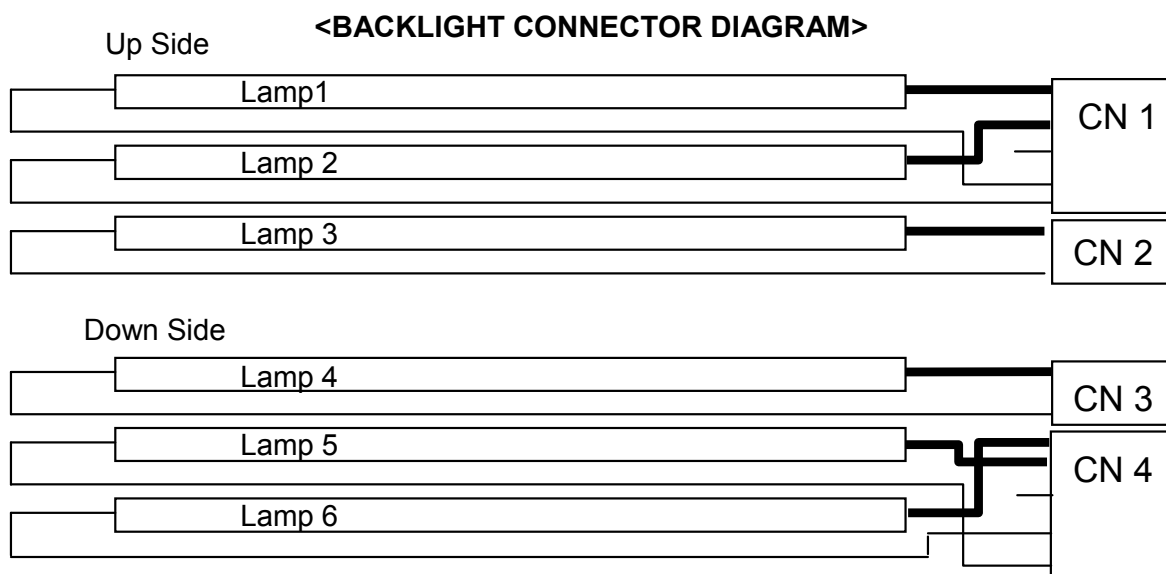 <BACKLIGHT CONNECTOR DIAGRAM>
Up Side
Lamp1
CN 1
Lamp 2
Lamp 3
CN 2
Down Side
Lamp 4
CN 3
Lamp 5
CN 4
Lamp 6